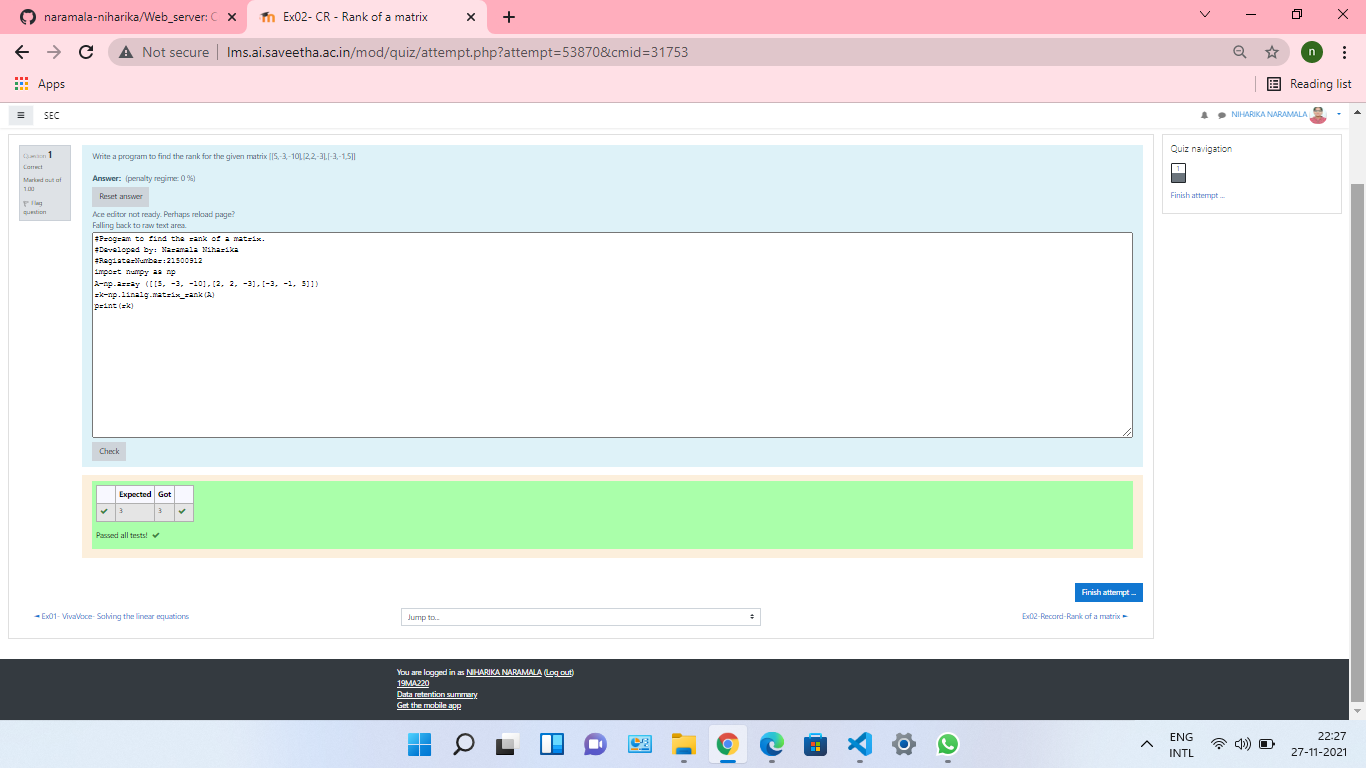 naramala-niharika/Web_server: C
Ex02- CR - Rank of a matrix
Not secure
lms.ai.saveetha.ac.in/mod/quiz/attempt.php?attempt=53870&cmid=31753
n
Apps
Reading list
SEC
NIHARIKA NARAMALA
Question 1
Correct
Marked out of
1.00
Flag
question
Write a program to find the rank for the given matrix [[5,-3,-10],[2,2,-3],[-3,-1,5]]
Answer: (penalty regime: 0 %)
Reset answer
Ace editor not ready. Perhaps reload page?
Falling back to raw text area.
#Program to find the rank of a matrix.
#Developed by: Naramala Niharika
#RegisterNumber:21500912
import numpy as np
A=np.array ([[5, -3, -10],[2, 2, -3],[-3, -1, 5]])
rk=np.linalg.matrix_rank(A)
print(rk)
Check
Expected Got
3 3
Passed all tests!
Quiz navigation
1
Finish attempt ...
Finish attempt ...
Ex01- VivaVoce- Solving the linear equations
Jump to...
Ex02-Record-Rank of a matrix
You are logged in as NIHARIKA NARAMALA (Log out)
19MA220
Data retention summary
Get the mobile app
ENG
INTL
22:27
27-11-2021